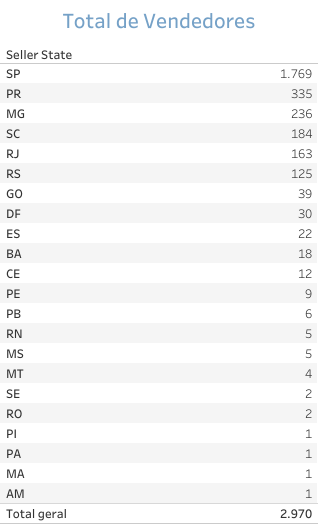 Total de Vendedores
Seller State
SP 1.769
PR 335
MG 236
SC 184
RJ 163
RS 125
GO 39
DF 30
ES 22
BA 18
CE 12
PE 9
PB 6
RN 5
MS 5
MT 4
SE 2
RO 2
PI 1
PA 1
MA 1
AM 1
Total geral 2.970